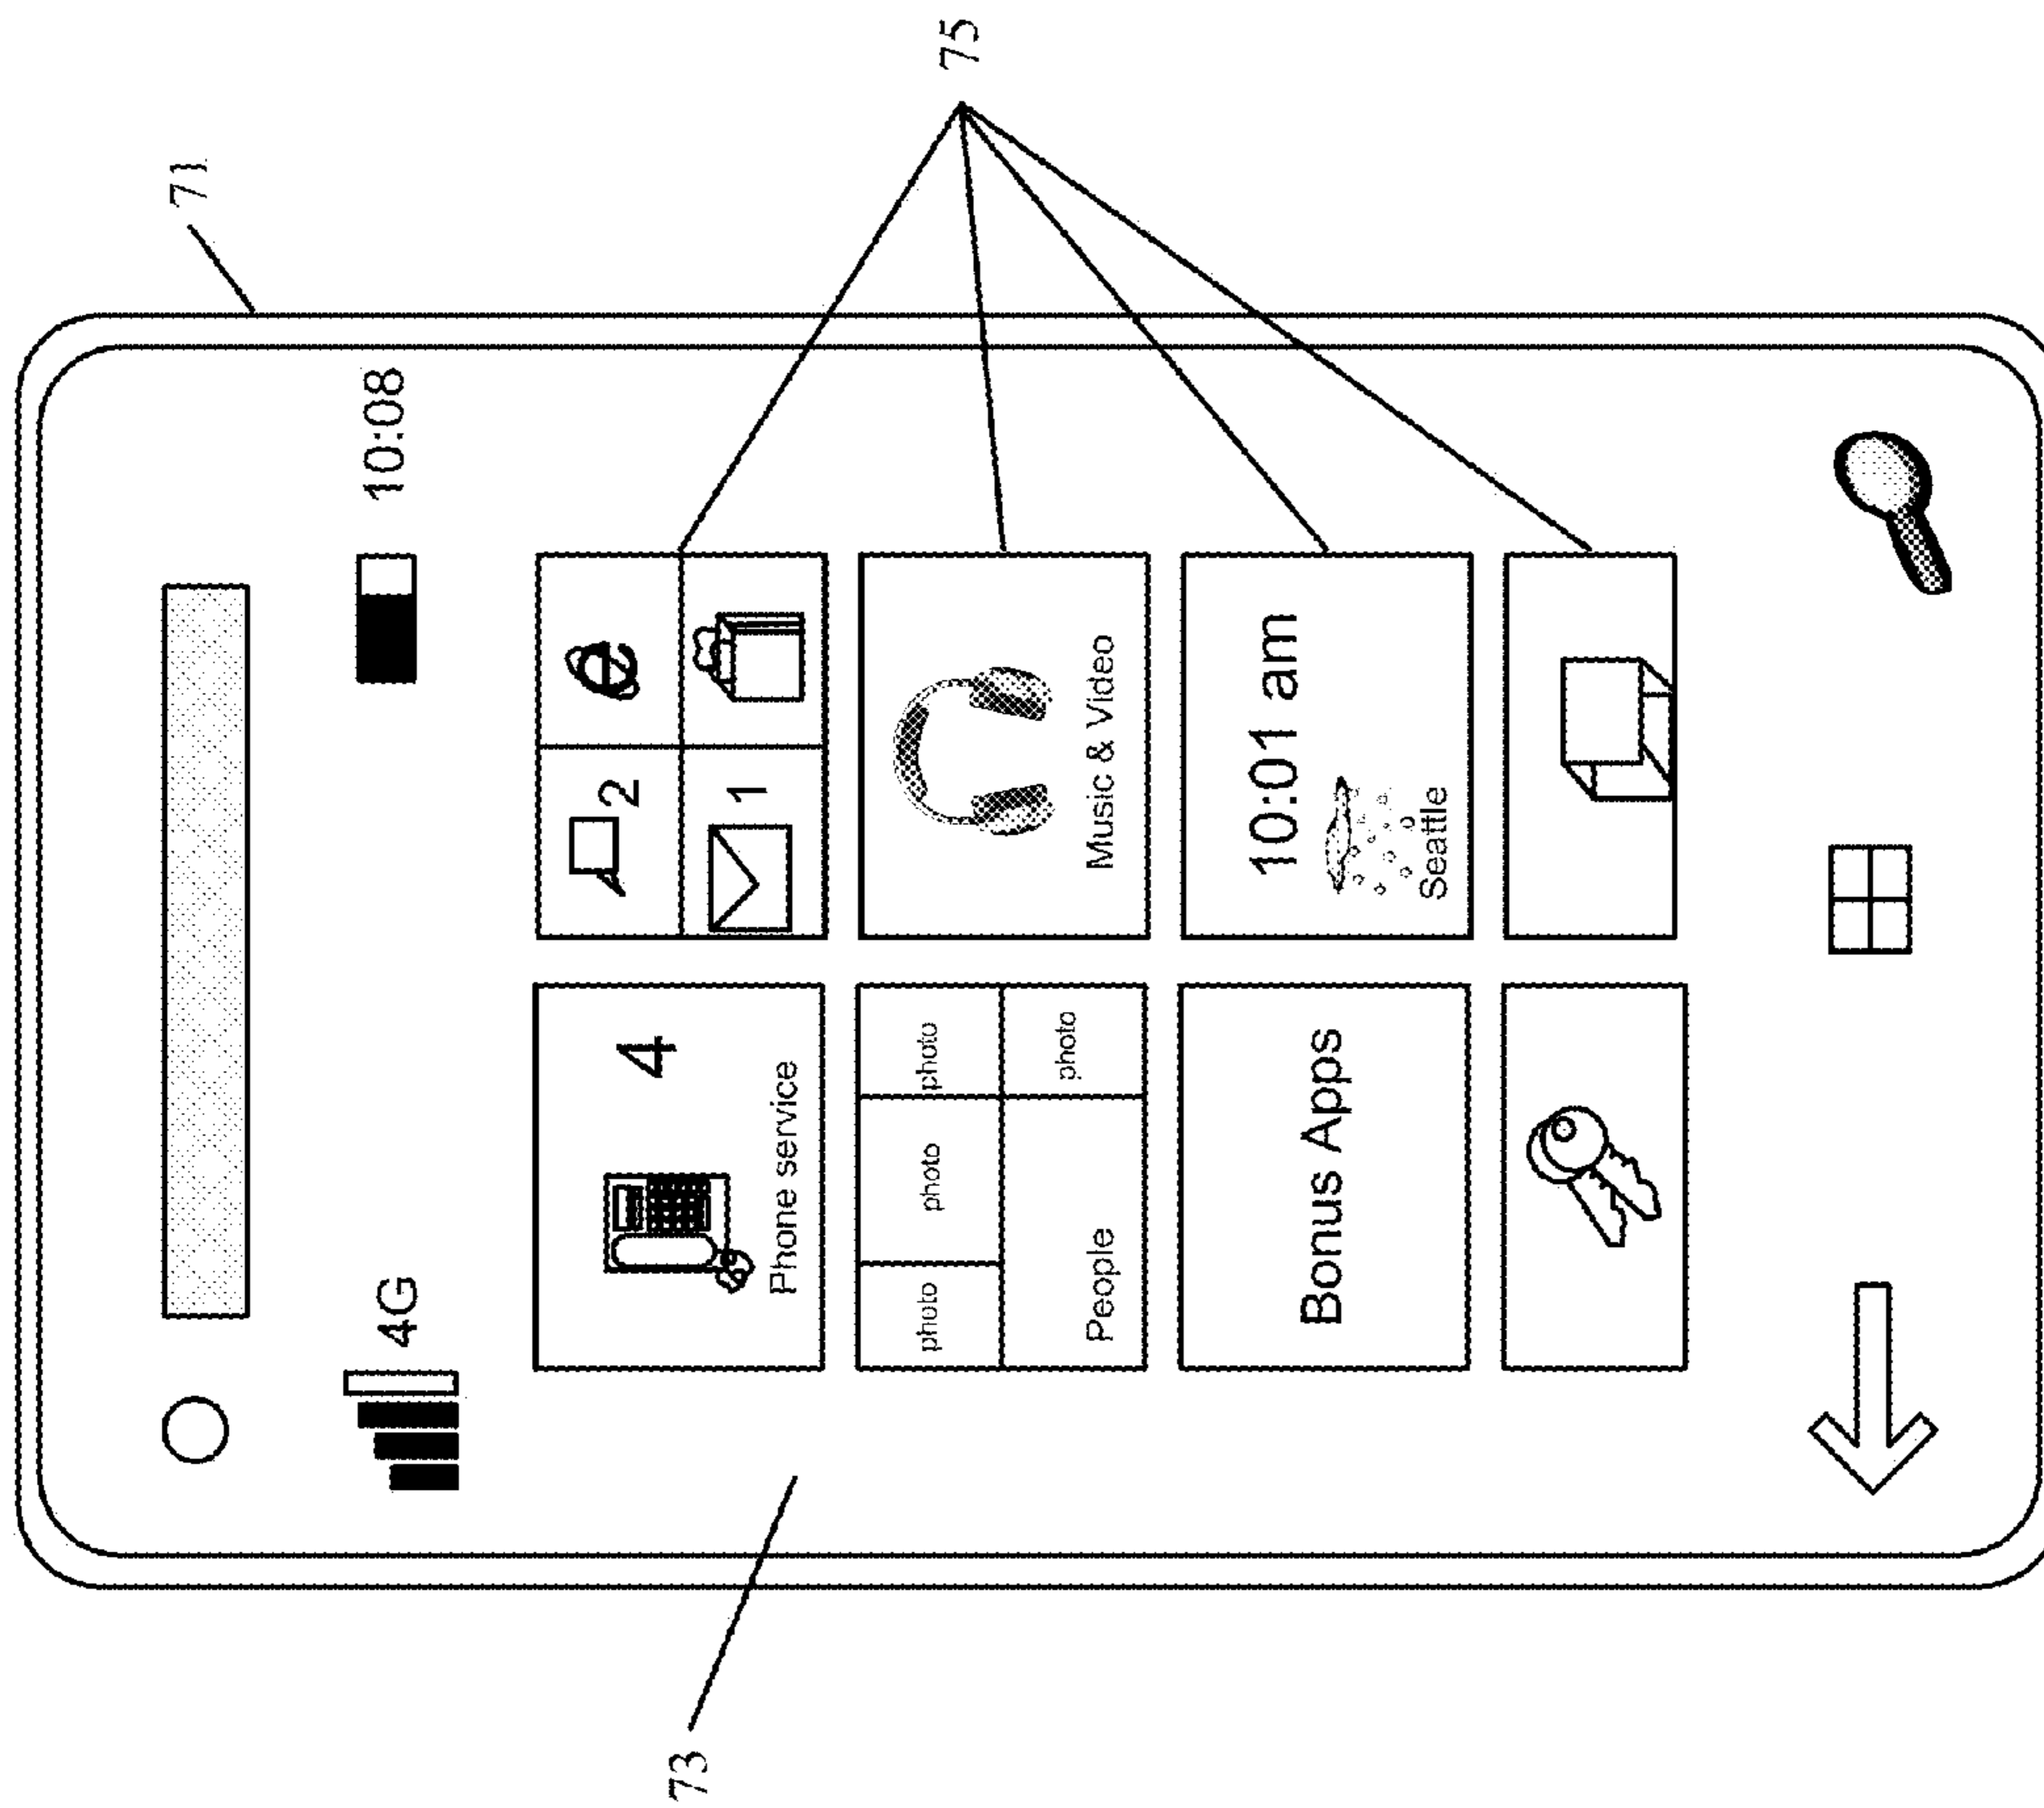 71
4G
10:08
75
4
Phone service
2
e
1
photo
photo
photo
People
photo
Music & Video
Bonus Apps
10:01 am
Seattle
73